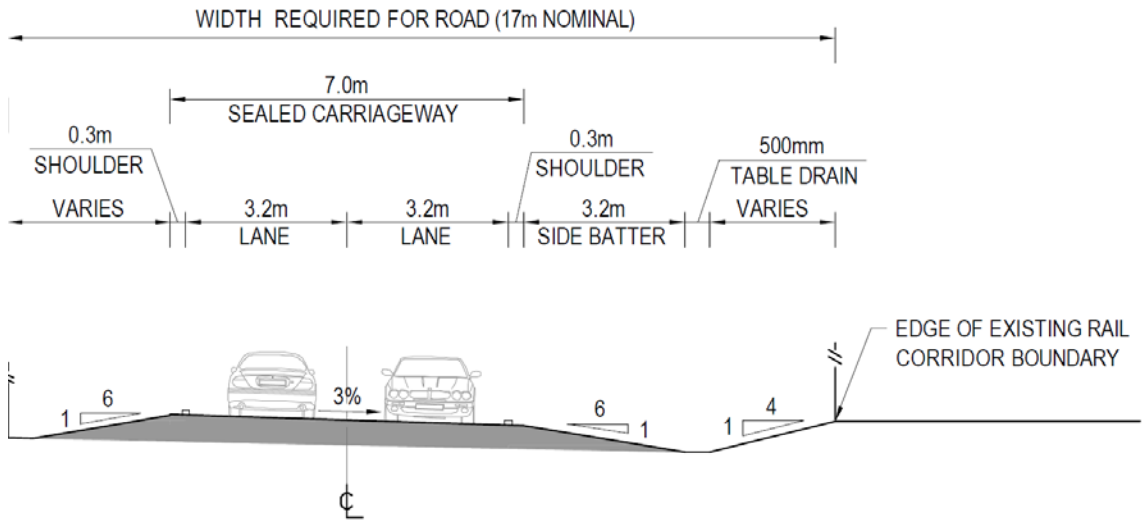 WIDTH REQUIRED FOR ROAD (17m NOMINAL)
7.0m
SEALED CARRIAGEWAY
0.3m
SHOULDER
0.3m
SHOULDER
500mm
TABLE DRAIN
VARIES
3.2m
LANE
3.2m
LANE
3.2m
SIDE BATTER
VARIES
EDGE OF EXISTING RAIL
CORRIDOR BOUNDARY
6
1
3%
6
1
4
1
℄